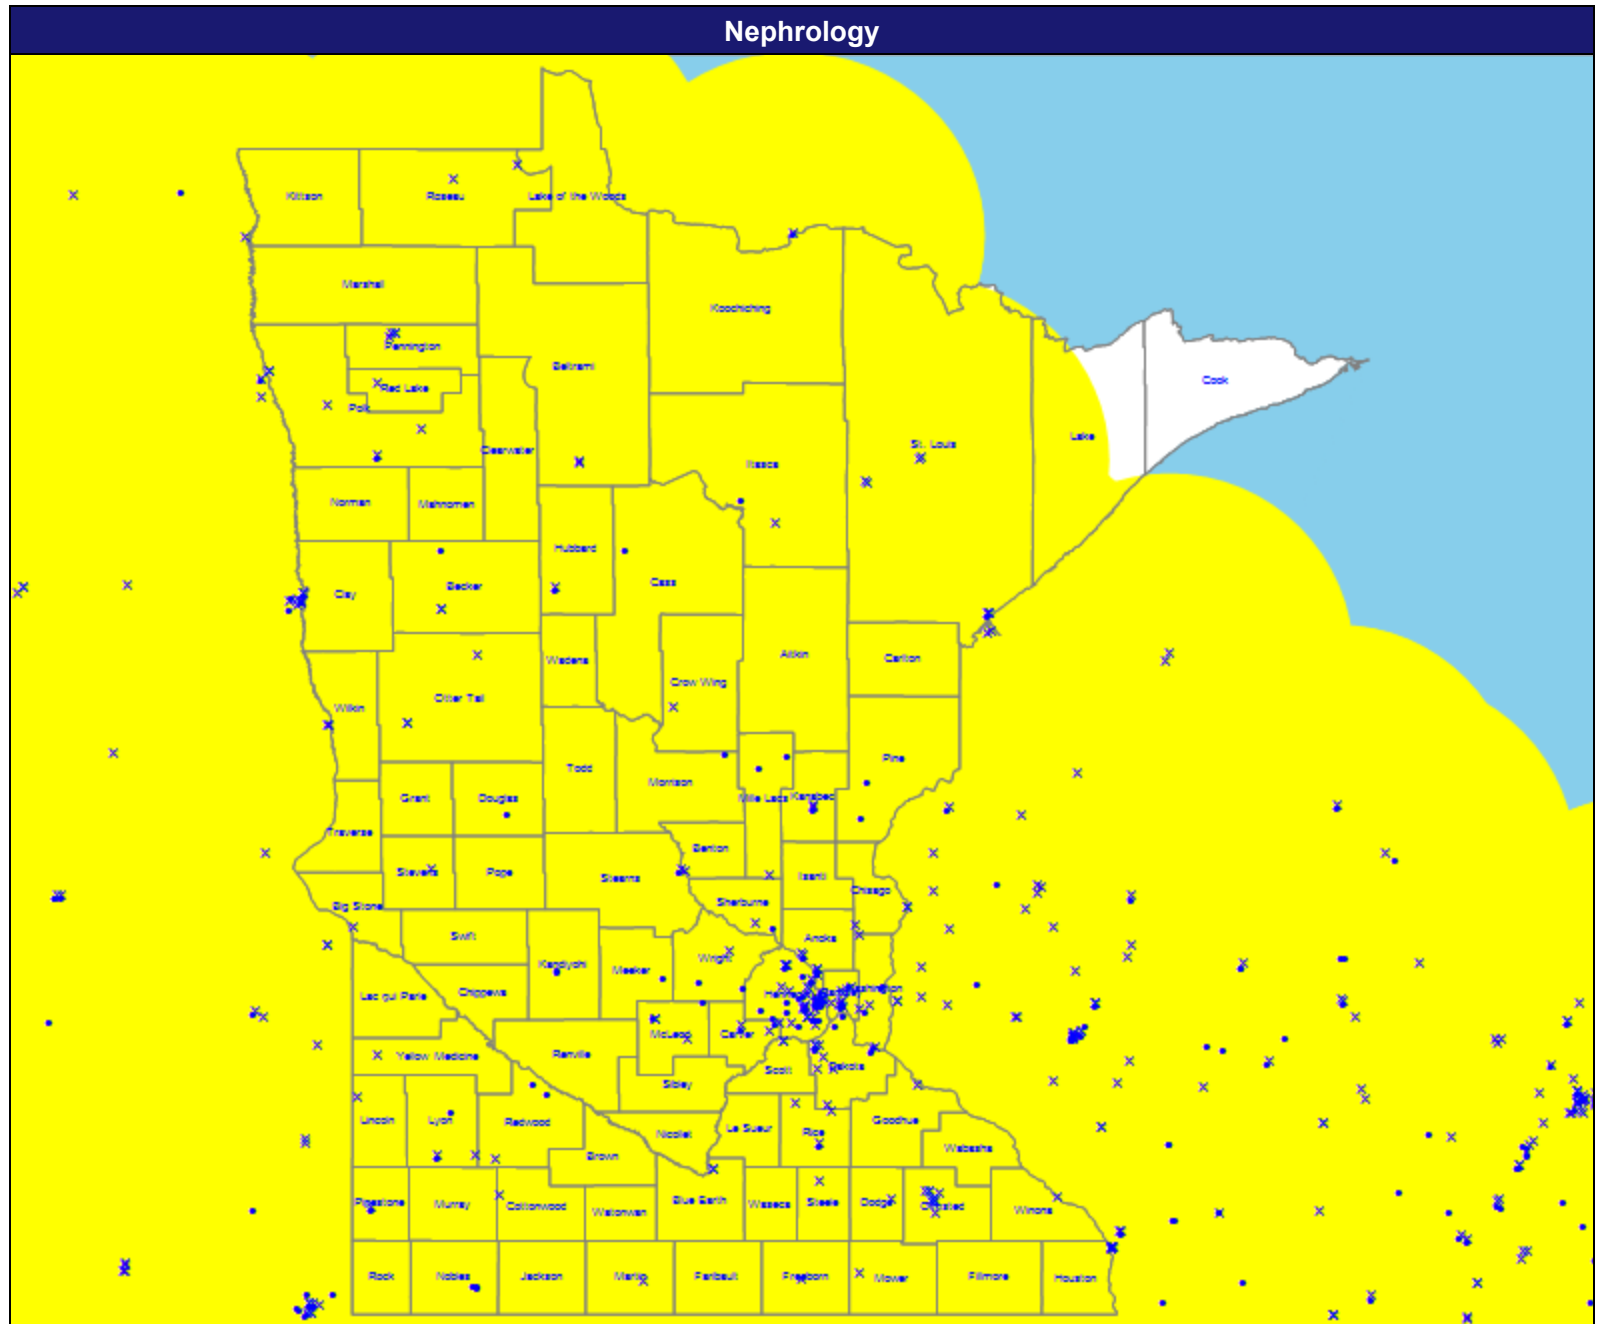 Nephrology
Kittson
Roseau
Lake of the Woods
Marshall
Koochiching
Pennington
Beltrami
Red Lake
Polk
Cook
Lake
St. Louis
Clearwater
Itasca
Norman
Mahnomen
Hubbard
Cass
Clay
Becker
Wadena
Aitkin
Carlton
Crow Wing
Otter Tail
Wilkin
Pine
Todd
Morrison
Grant
Douglas
Mille Lacs
Kanabec
Traverse
Benton
Stevens
Pope
Stearns
Isanti
Chisago
Sherburne
Big Stone
Swift
Anoka
Kandiyohi
Meeker
Wright
Lac qui Parle
Chippewa
McLeod
Carver
Yellow Medicine
Renville
Scott
Dakota
Sibley
Lincoln
Lyon
Redwood
Nicollet
Le Sueur
Rice
Goodhue
Wabasha
Brown
Pipestone
Murray
Cottonwood
Watonwan
Blue Earth
Waseca
Steele
Dodge
Olmsted
Winona
Rock
Nobles
Jackson
Martin
Faribault
Freeborn
Mower
Fillmore
Houston